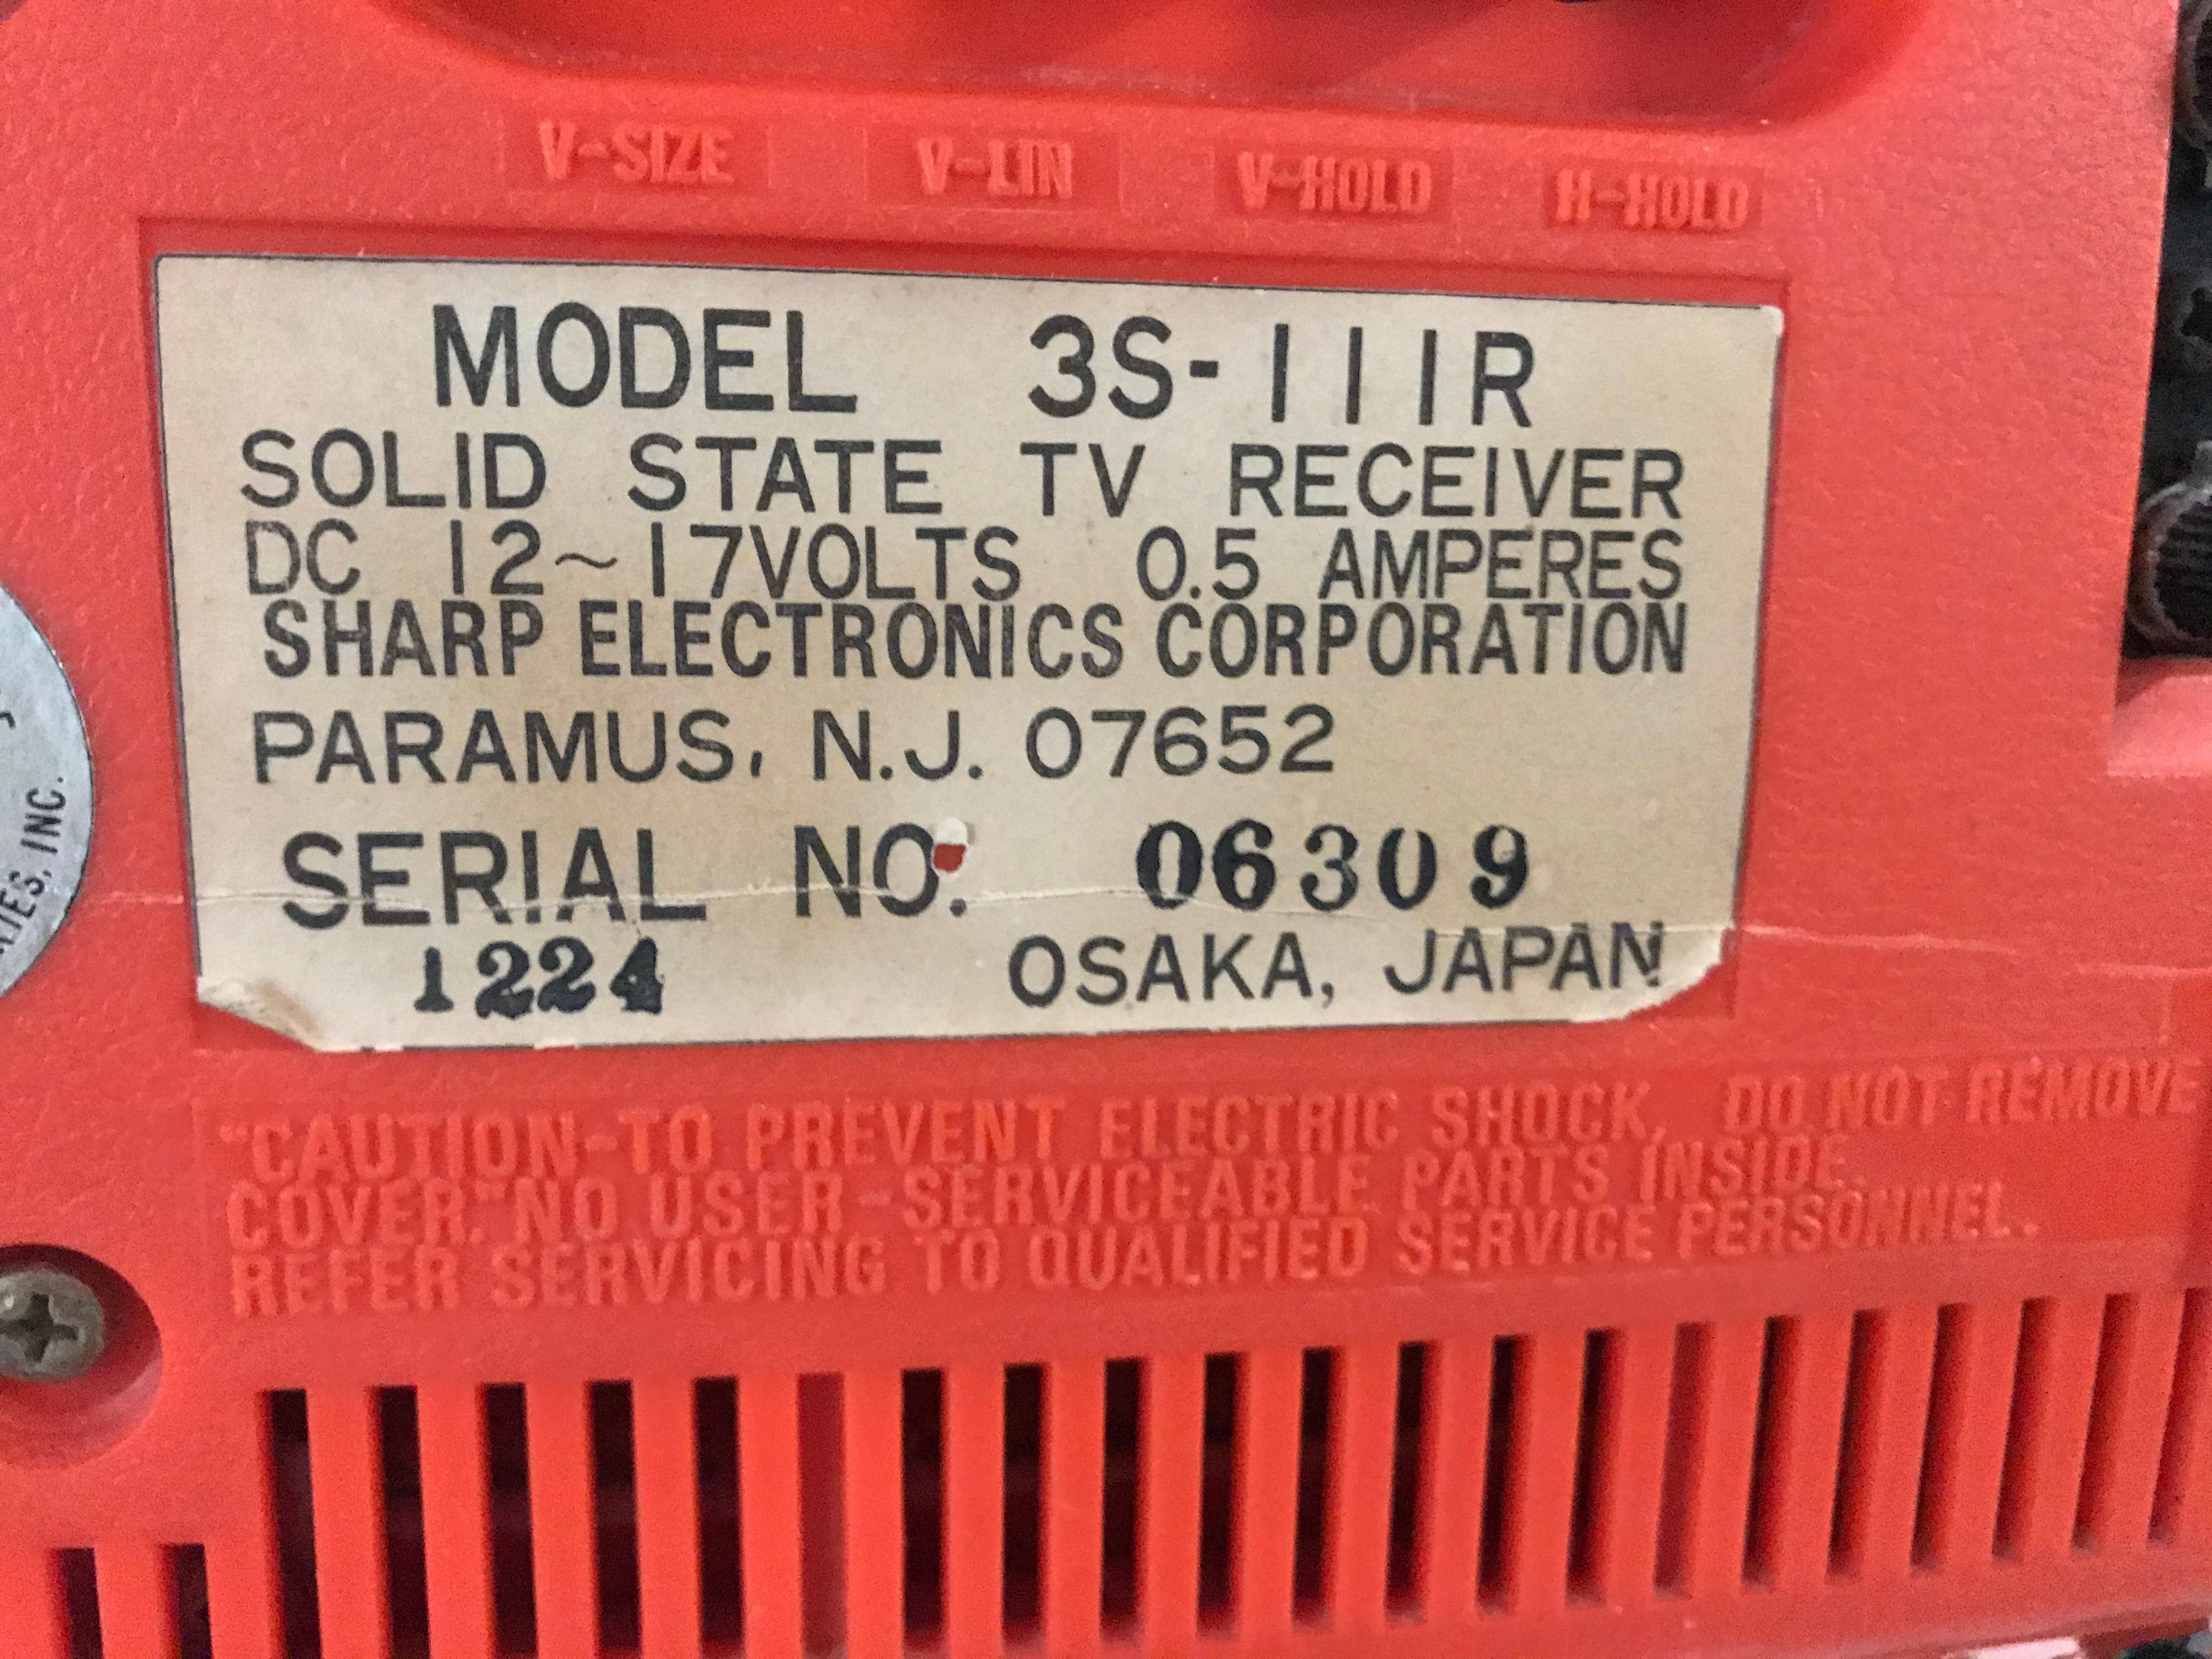 V-SIZE V-LIN V-HOLD H-HOLD
MODEL 3S-111R
SOLID STATE TV RECEIVER
DC 12~17VOLTS 0.5 AMPERES
SHARP ELECTRONICS CORPORATION
PARAMUS, N.J. 07652
SERIAL NO. 06309
1224 OSAKA, JAPAN
"CAUTION-TO PREVENT ELECTRIC SHOCK, DO NOT REMOVE
COVER."NO USER-SERVICEABLE PARTS INSIDE.
REFER SERVICING TO QUALIFIED SERVICE PERSONNEL.
INC.